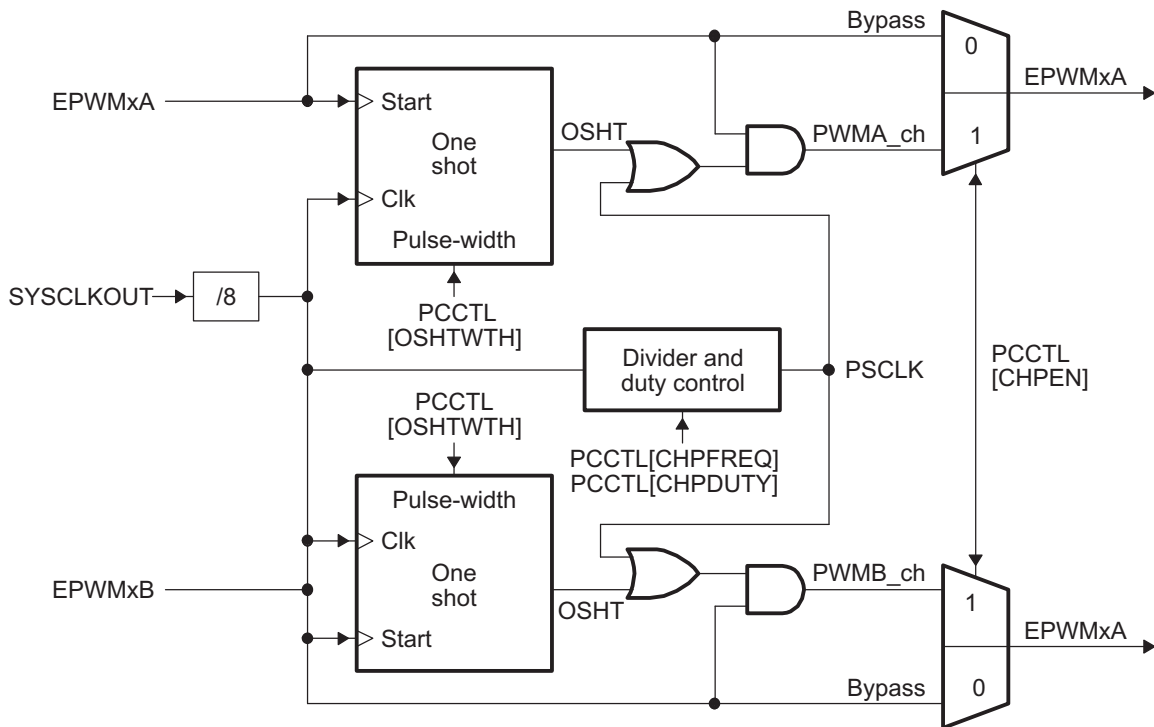 Bypass
0
EPWMxA
EPWMxA
Start
One
shot
OSHT
PWMA_ch
1
Clk
Pulse-width
SYSCLKOUT
/8
PCCTL
[OSHTWTH]
Divider and
duty control
PSCLK
PCCTL
[CHPEN]
PCCTL
[OSHTWTH]
PCCTL[CHPFREQ]
PCCTL[CHPDUTY]
Pulse-width
Clk
EPWMxB
One
shot
OSHT
PWMB_ch
1
Start
EPWMxA
Bypass
0